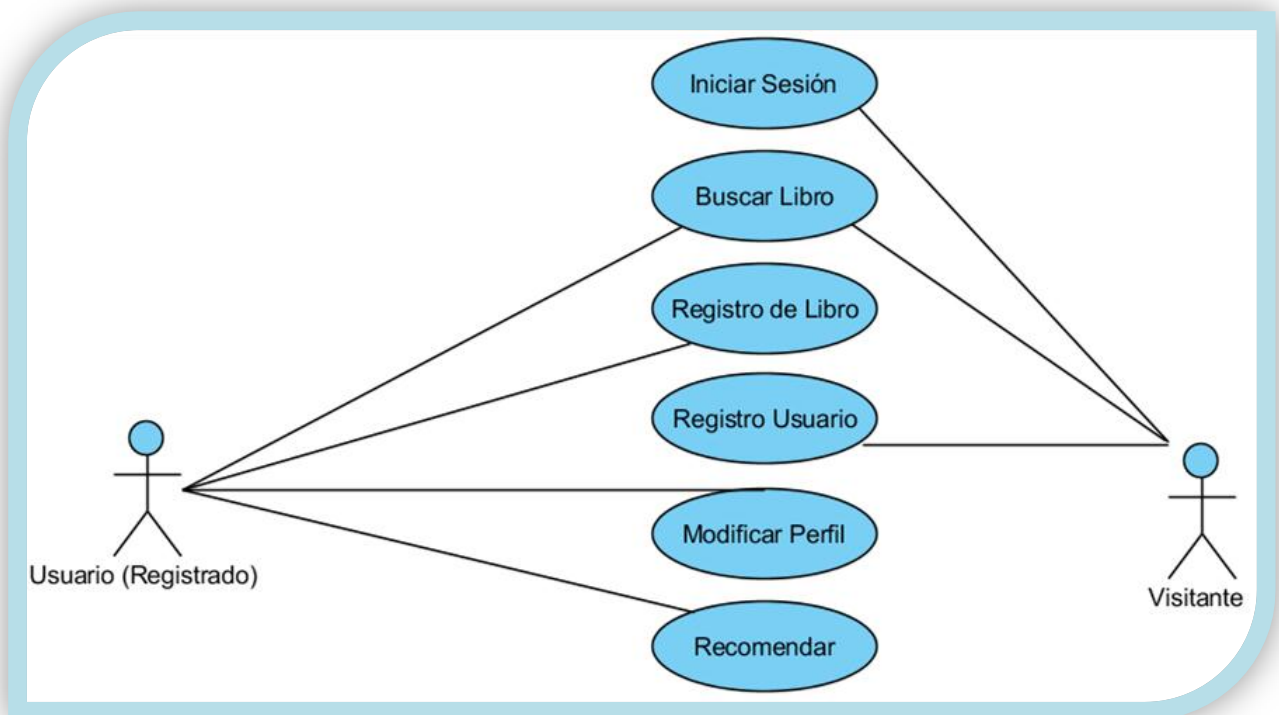 Iniciar Sesión
Buscar Libro
Registro de Libro
Registro Usuario
Modificar Perfil
Recomendar
Usuario (Registrado)
Visitante